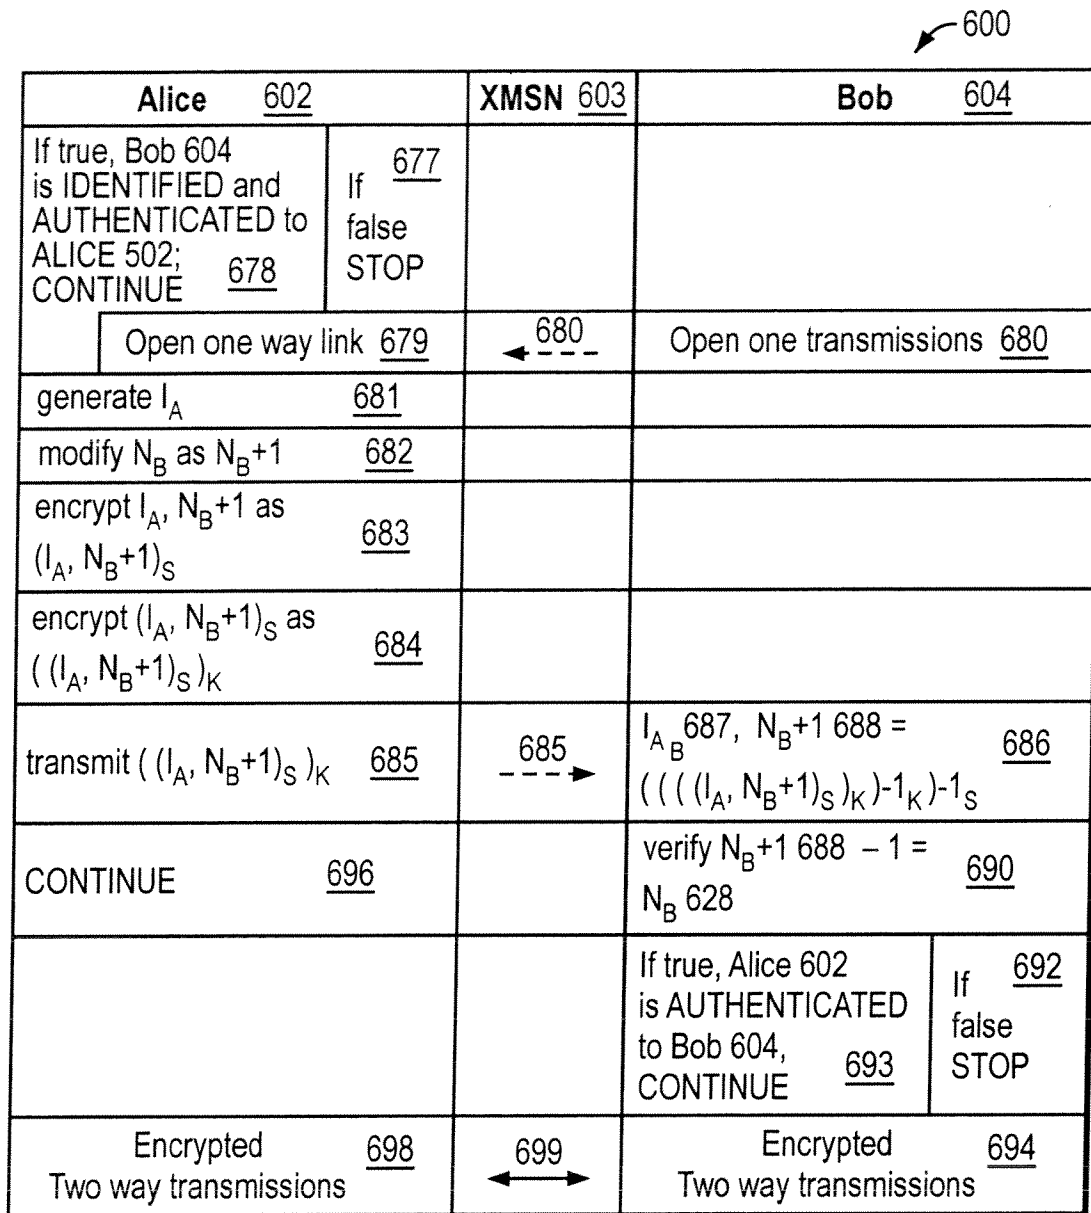 600
Alice 602 XMSN 603 Bob 604
If true, Bob 604
is IDENTIFIED and
AUTHENTICATED to
ALICE 502;
CONTINUE 678
If 677
false
STOP
Open one way link 679 680 Open one transmissions 680
generate I_A 681
modify N_B as N_B+1 682
encrypt I_A, N_B+1 as
(I_A, N_B+1)_S 683
encrypt (I_A, N_B+1)_S as
( (I_A, N_B+1)_S )_K 684
transmit ( (I_A, N_B+1)_S )_K 685
685
I_A_B 687, N_B+1 688 = 686
( ( ( ( (I_A, N_B+1)_S )_K )-1_K )-1_S
CONTINUE 696
verify N_B+1 688 – 1 =
N_B 628 690
If true, Alice 602
is AUTHENTICATED
to Bob 604,
CONTINUE 693
If 692
false
STOP
Encrypted
Two way transmissions 698
699
Encrypted
Two way transmissions 694